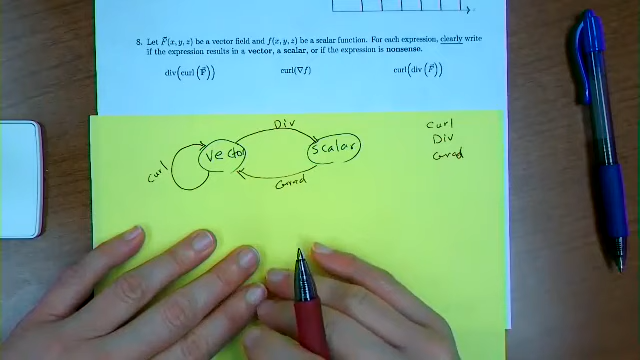 8. Let F⃗(x, y, z) be a vector field and f(x, y, z) be a scalar function. For each expression, clearly write
if the expression results in a vector, a scalar, or if the expression is nonsense.
div(curl (F⃗)) curl(∇f) curl(div (F⃗))
Div
Curl
vector
scalar
Grad
Curl
Div
Grad